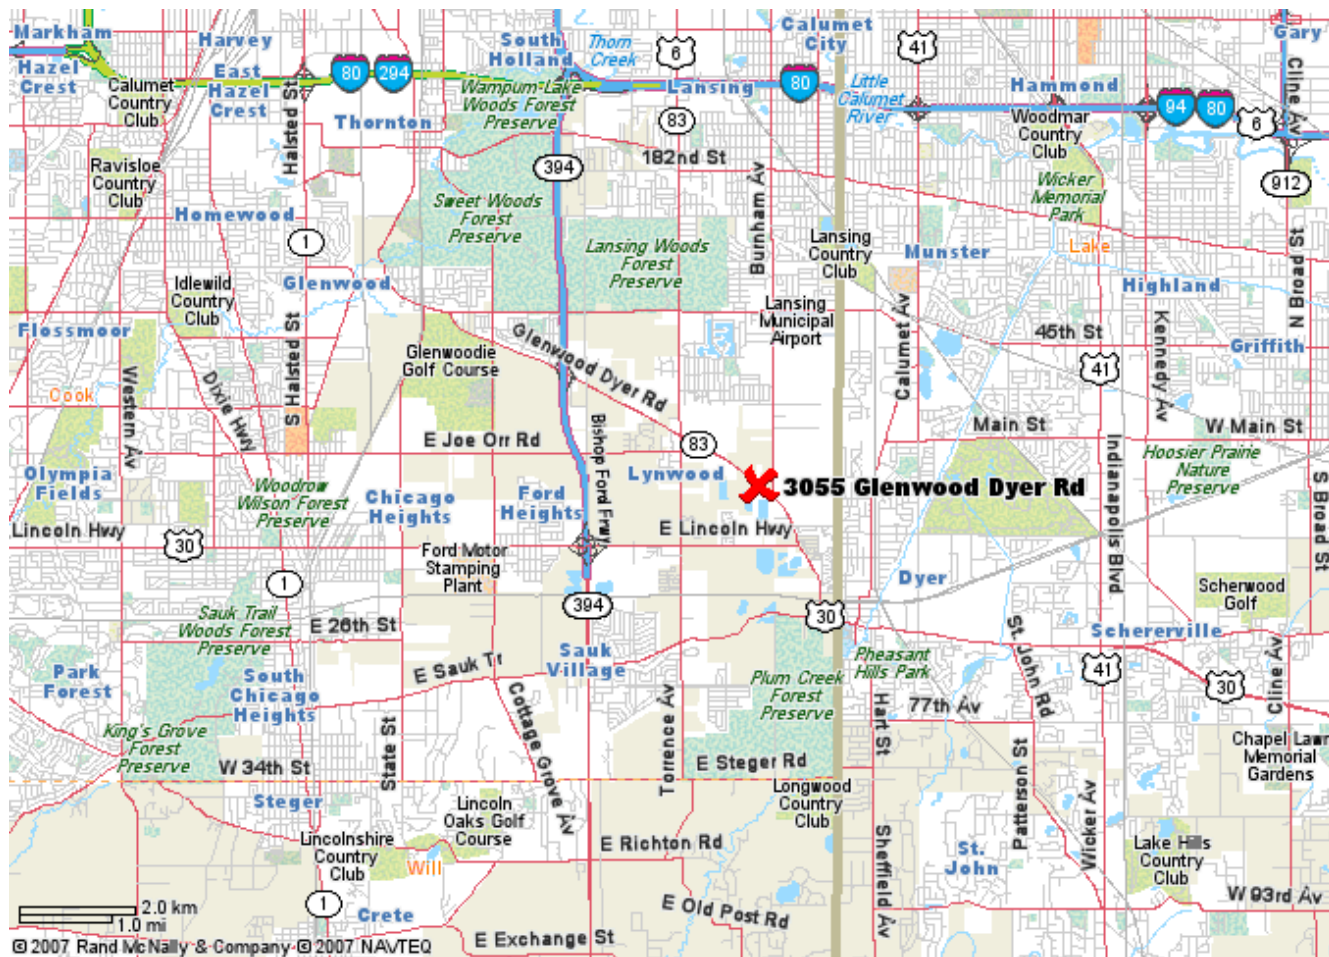 Markham
Harvey
South
Holland
Thorn
Creek
6
Calumet
City
41
Gary
Hazel
Crest
East
Hazel
Crest
Calumet
Country
Club
Halsted St
80
294
Wampum Lake
Woods Forest
Preserve
Lansing
80
Little
Calumet
River
Hammond
94
80
6
Cline Av
Thornton
83
Woodmar
Country
Club
182nd St
394
912
Ravisloe
Country
Club
Sweet Woods
Forest
Preserve
Burnham Av
Wicker
Memorial
Park
Homewood
1
Lansing Woods
Forest
Preserve
Lansing
Country
Club
Munster
Lake
N Broad St
Idlewild
Country
Club
Glenwood
Highland
Lansing
Municipal
Airport
Flossmoor
S Halsted St
Glenwood Dyer Rd
Glenwoodie
Golf Course
Calumet Av
45th St
41
Kennedy Av
Griffith
Cook
Western Av
Dixie Hwy
Bishop Ford Frwy
E Joe Orr Rd
83
Main St
W Main St
Olympia
Fields
Woodrow
Wilson Forest
Preserve
Chicago
Heights
Ford
Heights
Lynwood
3055 Glenwood Dyer Rd
Indianapolis Blvd
Hoosier Prairie
Nature
Preserve
S Broad St
Lincoln Hwy
30
E Lincoln Hwy
Ford Motor
Stamping
Plant
1
Dyer
Scherwood
Golf
394
30
Sauk Trail
Woods Forest
Preserve
E 26th St
St. John Rd
Schererville
Park
Forest
South
Chicago
Heights
E Sauk Tr
Sauk
Village
Pheasant
Hills Park
41
30
Cline Av
Plum Creek
Forest
Preserve
Hart St
77th Av
King's Grove
Forest
Preserve
State St
Cottage Grove Av
Torrence Av
W 34th St
E Steger Rd
Patterson St
Chapel Lawn
Memorial
Gardens
Steger
Lincoln
Oaks Golf
Course
Longwood
Country
Club
Wicker Av
Lincolnshire
Country
Club
Will
E Richton Rd
Sheffield Av
St.
John
Lake Hills
Country
Club
1
Crete
E Old Post Rd
W 93rd Av
2.0 km
1.0 mi
E Exchange St
© 2007 Rand McNally & Company © 2007 NAVTEQ